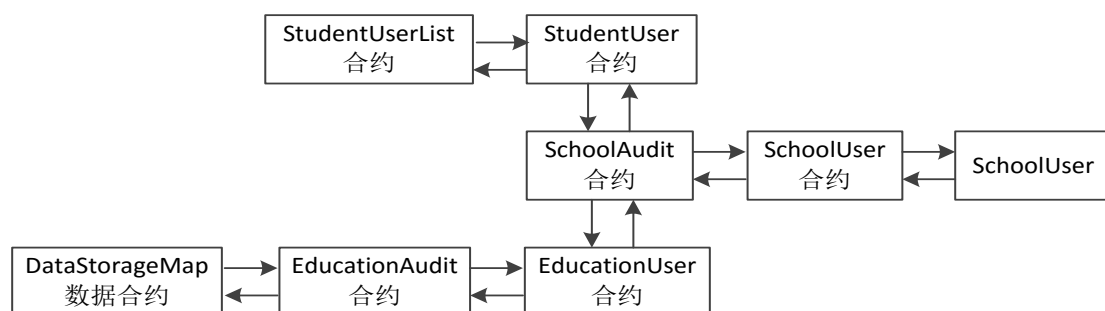 StudentUserList
合约
StudentUser
合约
SchoolAudit
合约
SchoolUser
合约
SchoolUser
DataStorageMap
数据合约
EducationAudit
合约
EducationUser
合约